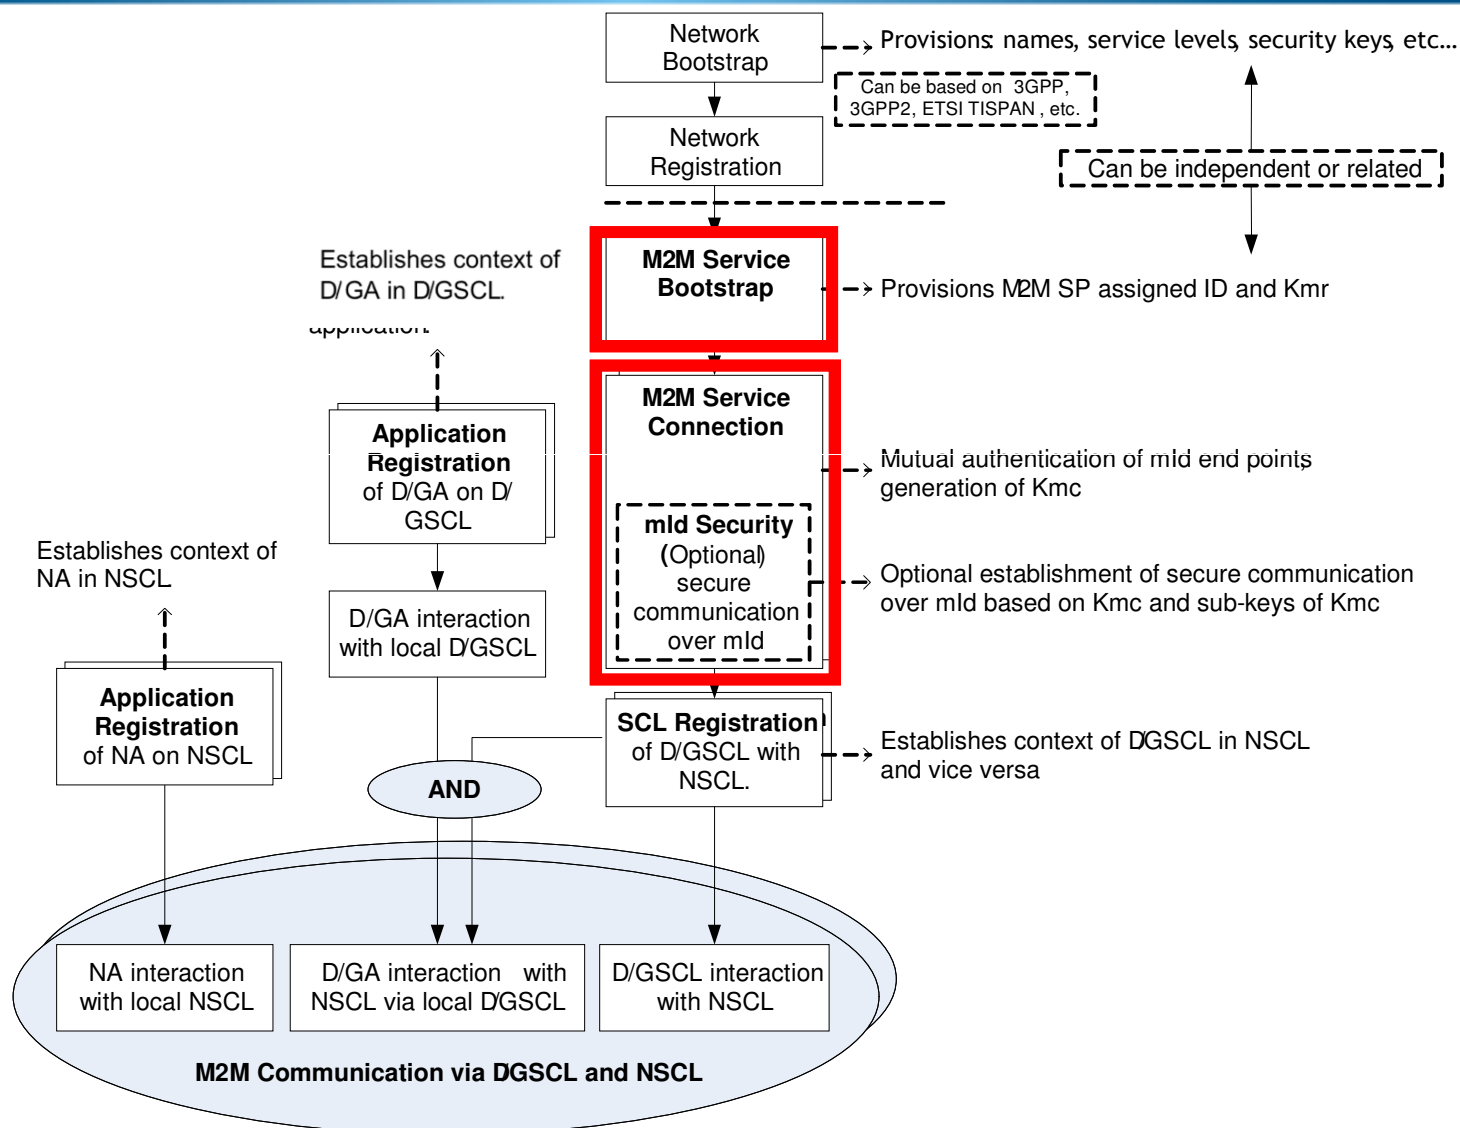 Network
Bootstrap
Provisions: names, service levels, security keys, etc...
Can be based on 3GPP,
3GPP2, ETSI TISPAN , etc.
Network
Registration
Can be independent or related
M2M Service
Bootstrap
Provisions M2M SP assigned ID and Kmr
Establishes context of
D/GA in D/GSCL.
application.
M2M Service
Connection
Application
Registration
of D/GA on D/
GSCL
Mutual authentication of mId end points,
generation of Kmc
mId Security
(Optional)
secure
communication
over mId
Optional establishment of secure communication
over mId based on Kmc and sub-keys of Kmc
Establishes context of
NA in NSCL
D/GA interaction
with local D/GSCL
Application
Registration
of NA on NSCL
SCL Registration
of D/GSCL with
NSCL.
Establishes context of D/GSCL in NSCL
and vice versa
AND
NA interaction
with local NSCL
D/GA interaction with
NSCL via local D/GSCL
D/GSCL interaction
with NSCL
M2M Communication via D/GSCL and NSCL